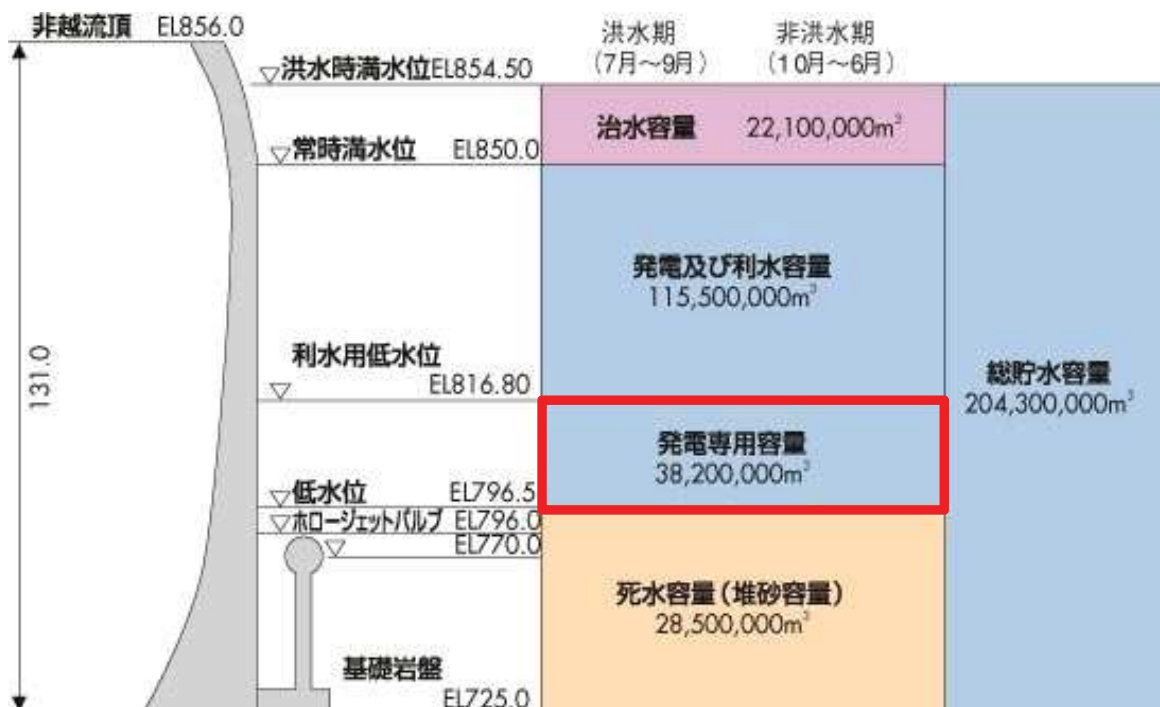 非越流頂 EL856.0
洪水期
(7月～9月)
非洪水期
(10月～6月)
洪水時満水位EL854.50
治水容量 22,100,000m³
常時満水位 EL850.0
発電及び利水容量
115,500,000m³
131.0
利水用低水位
EL816.80
総貯水容量
204,300,000m³
発電専用容量
38,200,000m³
低水位 EL796.5
ホロージェットバルブ EL796.0
EL770.0
死水容量(堆砂容量)
28,500,000m³
基礎岩盤
EL725.0